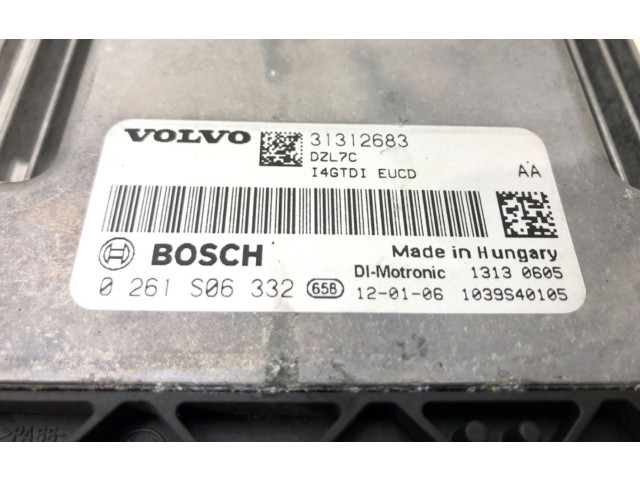 VOLVO 31312683
DZL7C
I4GTDI EUCD AA
BOSCH Made in Hungary
DI-Motronic 1313 0605
0 261 S06 332 65B 12-01-06 1039S40105